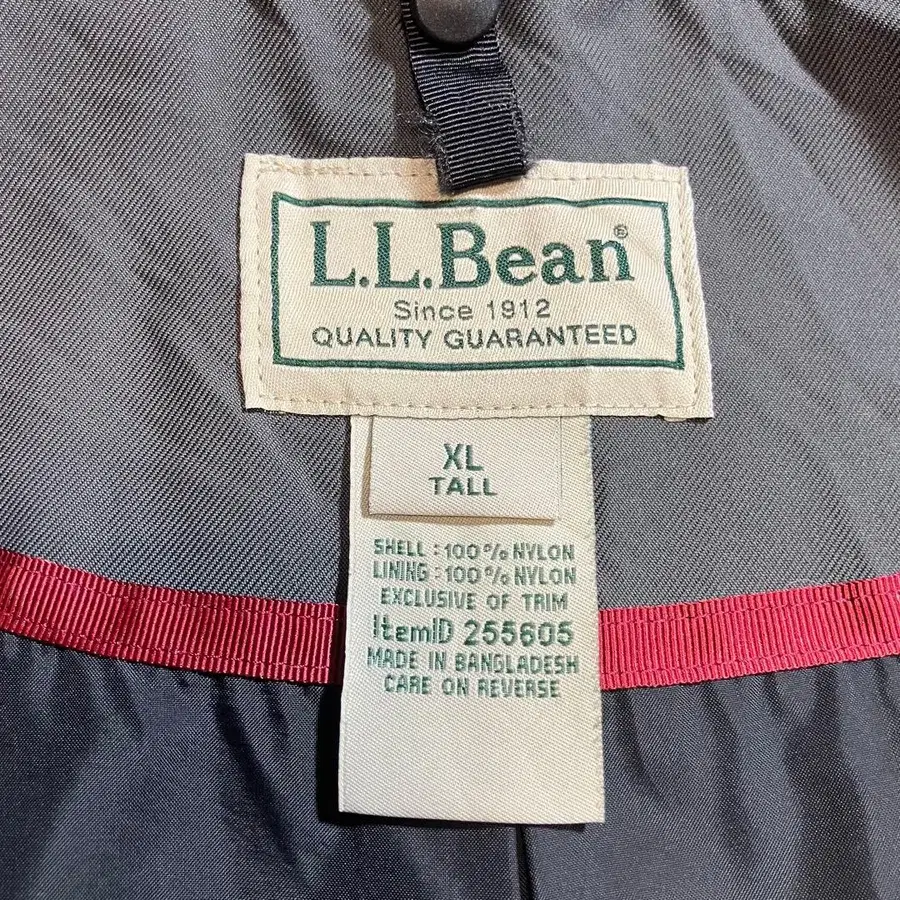 L.L.Bean®
Since 1912
QUALITY GUARANTEED
XL
TALL
SHELL : 100% NYLON
LINING : 100% NYLON
EXCLUSIVE OF TRIM
ItemID 255605
MADE IN BANGLADESH
CARE ON REVERSE